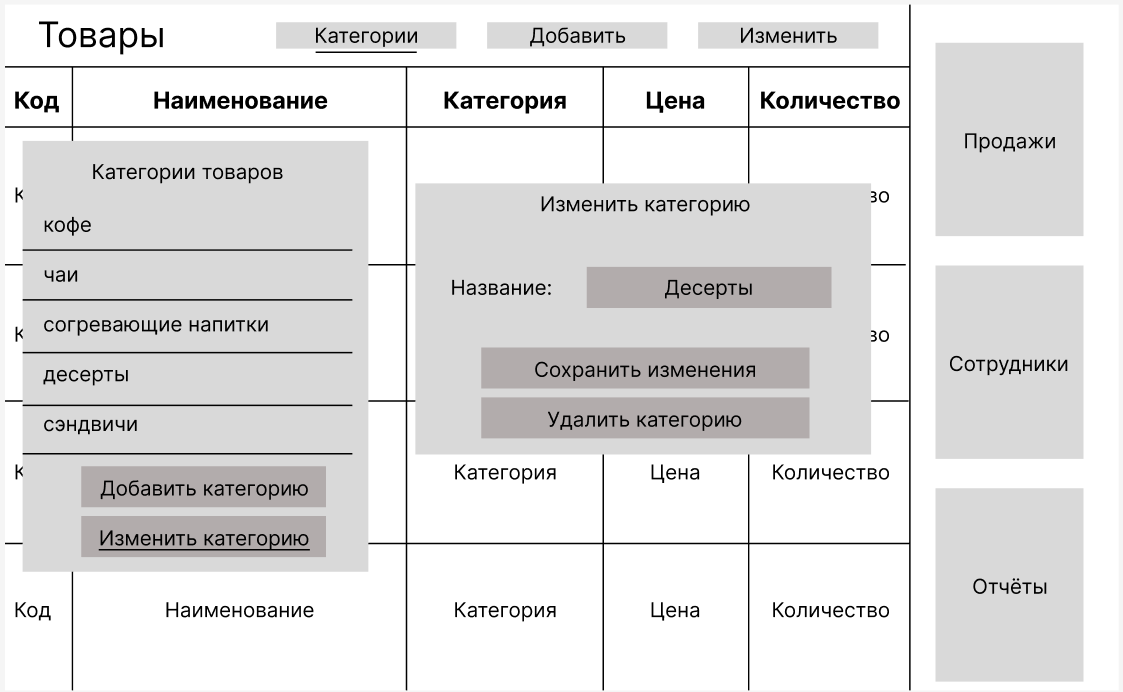 Товары
Категории
Добавить
Изменить
Код
Наименование
Категория
Цена
Количество
Категории товаров
кофе
чаи
согревающие напитки
десерты
сэндвичи
Добавить категорию
Изменить категорию
Изменить категорию
Название:
Десерты
Сохранить изменения
Удалить категорию
Категория
Цена
Количество
Код
Наименование
Категория
Цена
Количество
Продажи
Сотрудники
Отчёты